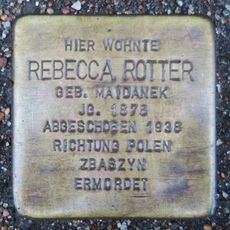 HIER WOHNTE
REBECCA ROTTER
GEB. MAJDANEK
JG. 1878
ABGESCHOBEN 1938
RICHTUNG POLEN
ZBASZYN
ERMORDET